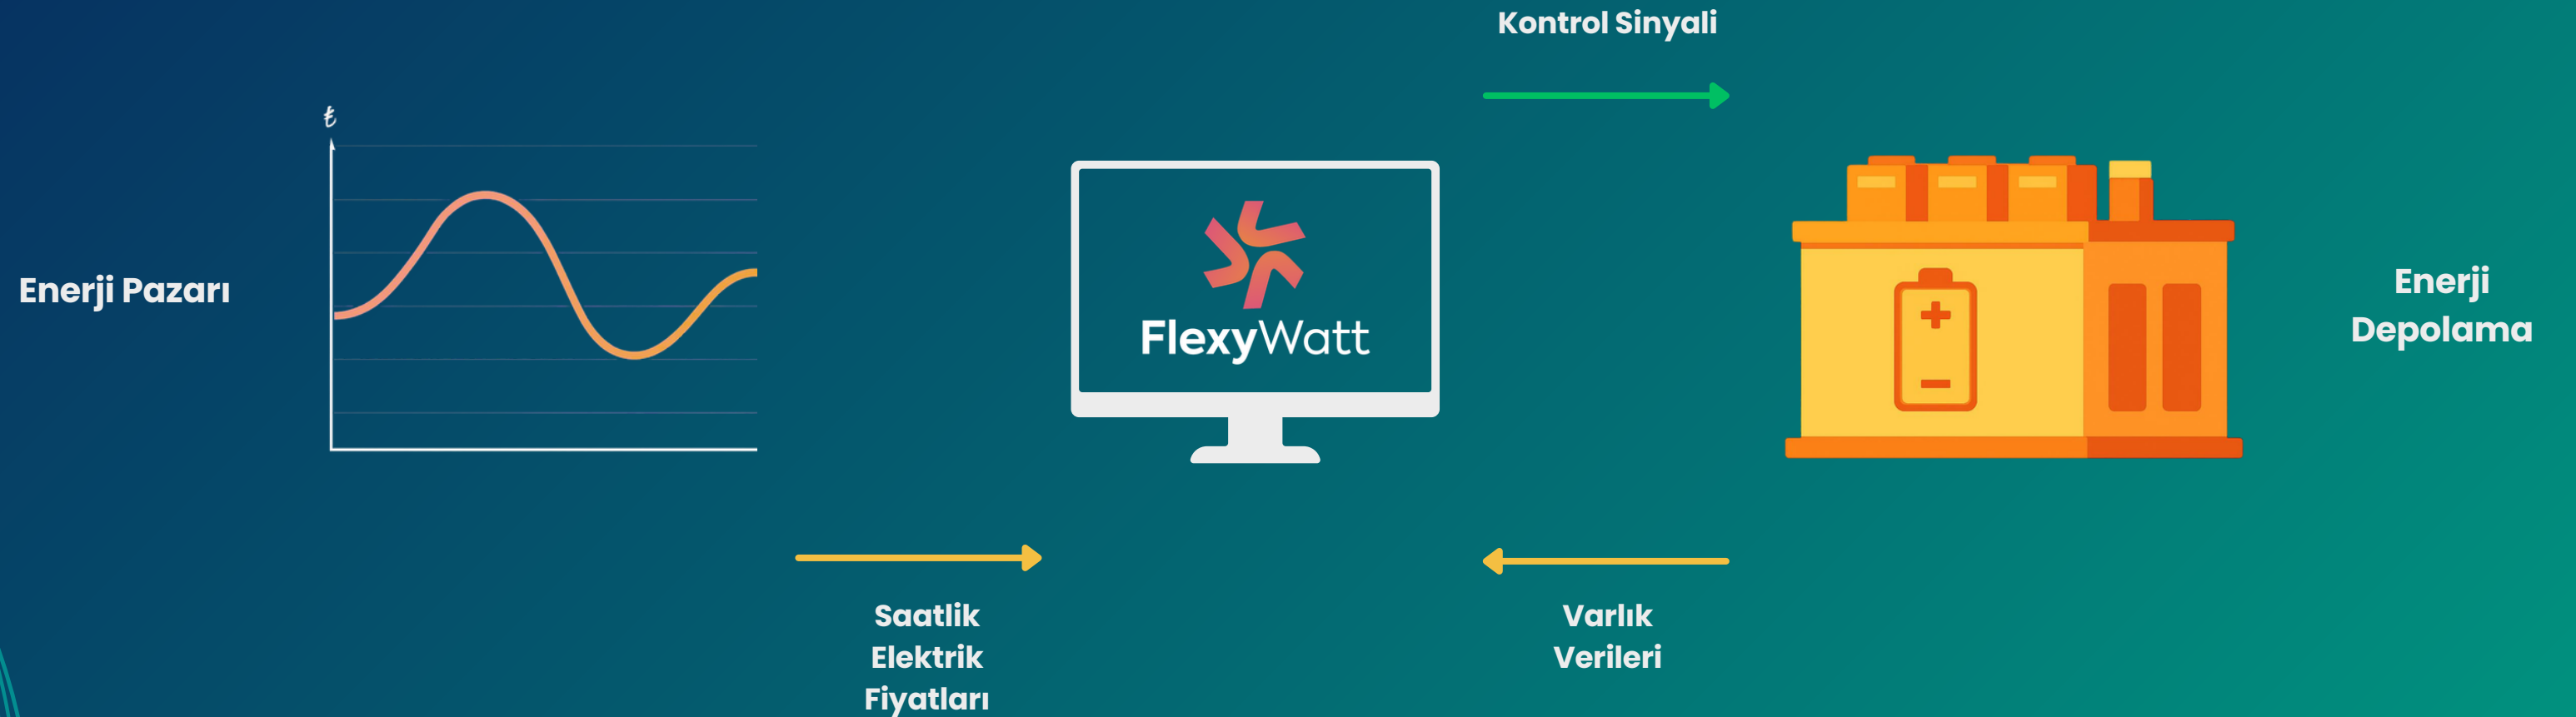 Kontrol Sinyali
₺
Enerji Pazarı
FlexyWatt
+
-
Enerji
Depolama
Saatlik
Elektrik
Fiyatları
Varlık
Verileri